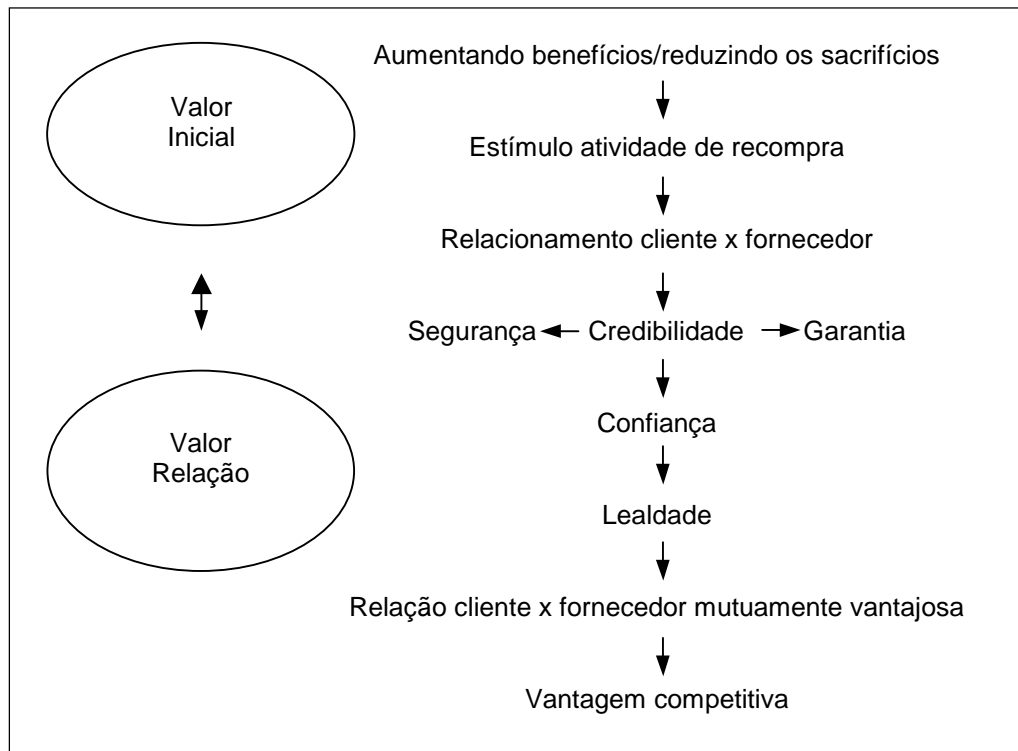 Valor
Inicial
Valor
Relação
Aumentando benefícios/reduzindo os sacrifícios
Estímulo atividade de recompra
Relacionamento cliente x fornecedor
Segurança Credibilidade Garantia
Confiança
Lealdade
Relação cliente x fornecedor mutuamente vantajosa
Vantagem competitiva